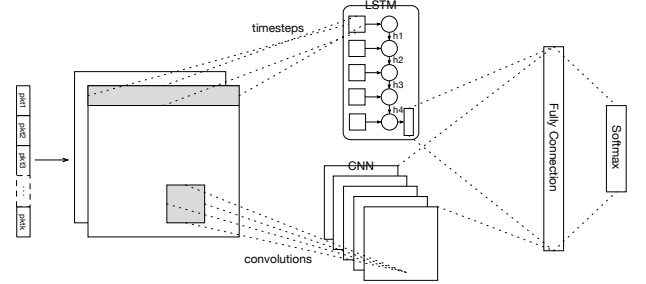 LSTM
timesteps
h1
h2
h3
h4
pkt1
pkt2
pkt3
...
pktk
CNN
convolutions
Fully Connection
Softmax